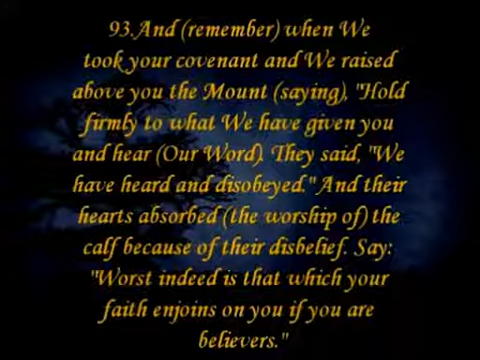 93.And (remember) when We
took your covenant and We raised
above you the Mount (saying), "Hold
firmly to what We have given you
and hear (Our Word). They said, "We
have heard and disobeyed." And their
hearts absorbed (the worship of) the
calf because of their disbelief. Say:
"Worst indeed is that which your
faith enjoins on you if you are
believers."